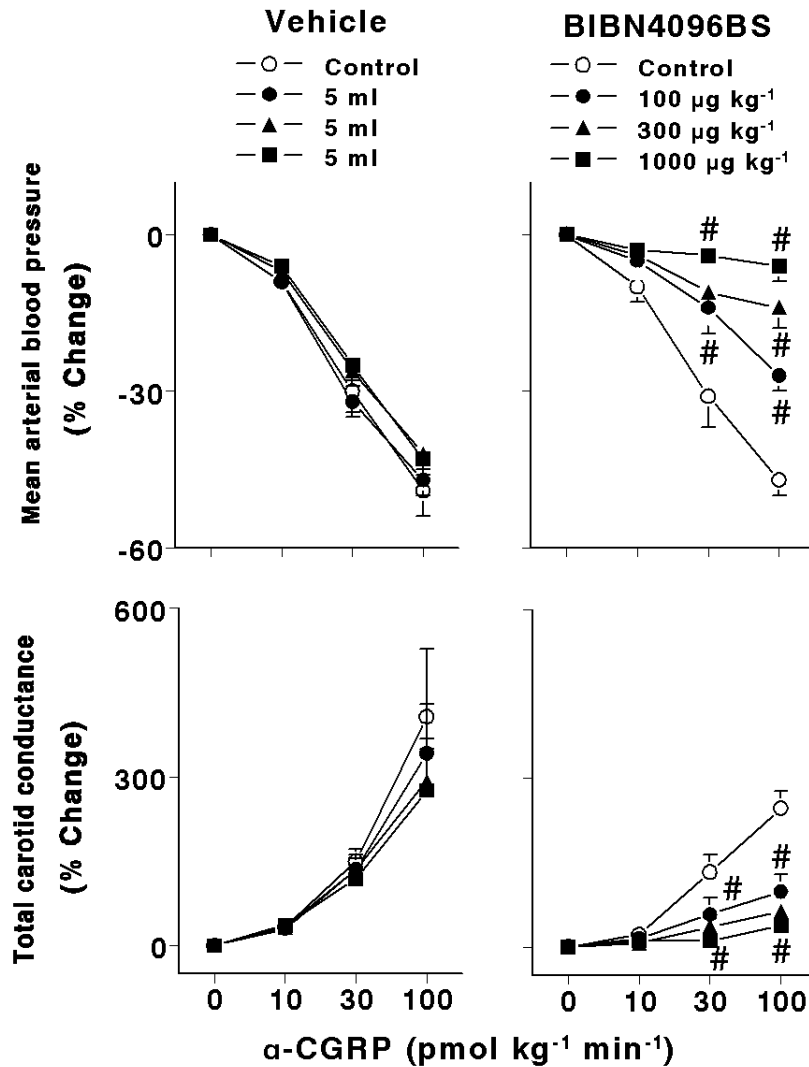 Vehicle
Control
5 ml
5 ml
5 ml
BIBN4096BS
Control
100 µg kg⁻¹
300 µg kg⁻¹
1000 µg kg⁻¹
Mean arterial blood pressure
(% Change)
0
-30
-60
#
#
#
#
#
Total carotid conductance
(% Change)
600
300
0
#
#
#
#
0 10 30 100
0 10 30 100
α-CGRP (pmol kg⁻¹ min⁻¹)